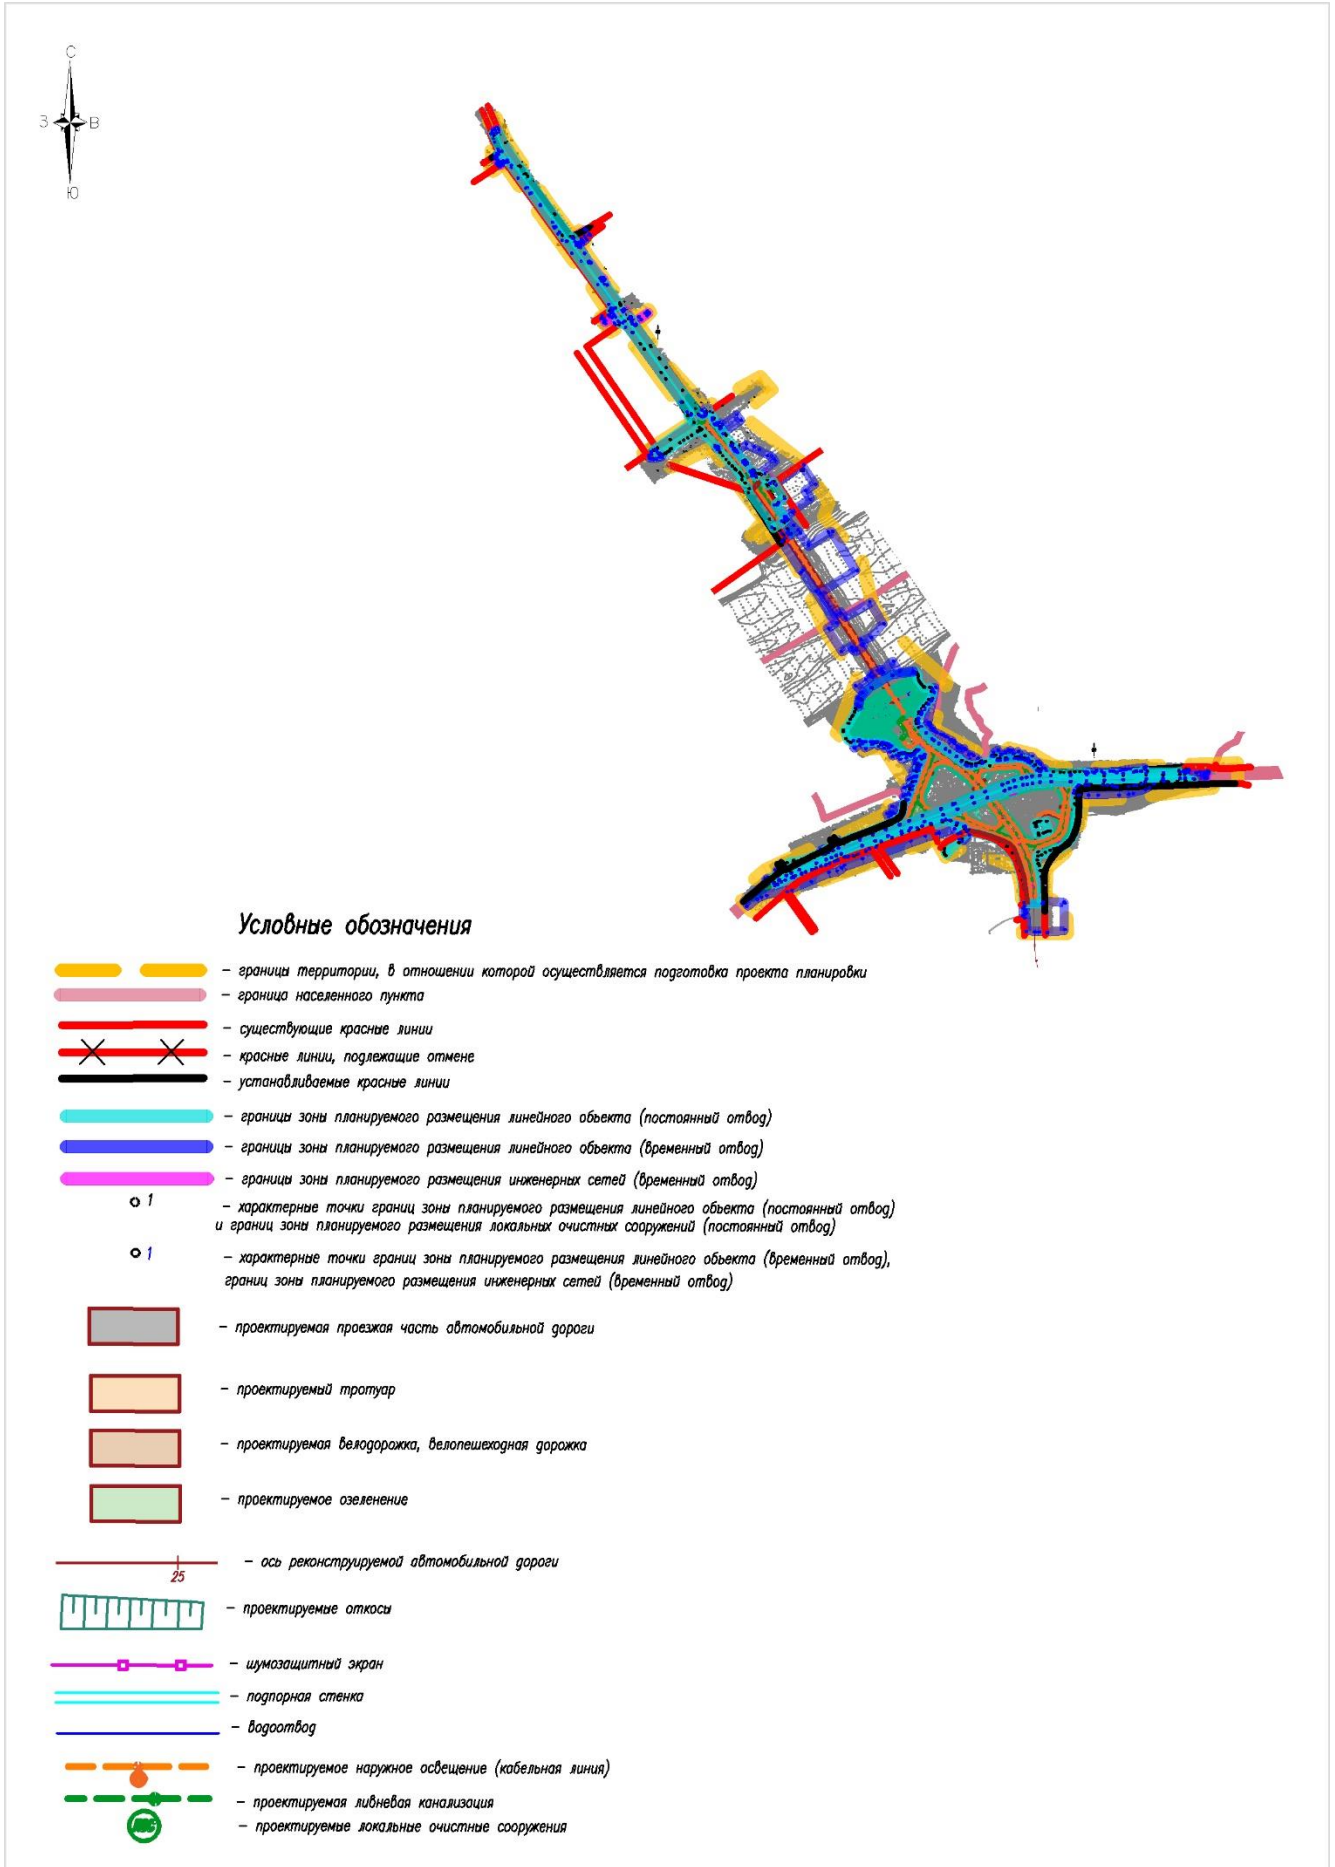 С
З В
Ю
Условные обозначения
– границы территории, в отношении которой осуществляется подготовка проекта планировки
– граница населенного пункта
– существующие красные линии
– красные линии, подлежащие отмене
– устанавливаемые красные линии
– границы зоны планируемого размещения линейного объекта (постоянный отвод)
– границы зоны планируемого размещения линейного объекта (временный отвод)
– границы зоны планируемого размещения инженерных сетей (временный отвод)
1 – характерные точки границ зоны планируемого размещения линейного объекта (постоянный отвод)
и границ зоны планируемого размещения локальных очистных сооружений (постоянный отвод)
1 – характерные точки границ зоны планируемого размещения линейного объекта (временный отвод),
границ зоны планируемого размещения инженерных сетей (временный отвод)
– проектируемая проезжая часть автомобильной дороги
– проектируемый тротуар
– проектируемая велодорожка, велопешеходная дорожка
– проектируемое озеленение
– ось реконструируемой автомобильной дороги
25
– проектируемые откосы
– шумозащитный экран
– подпорная стенка
– водоотвод
– проектируемое наружное освещение (кабельная линия)
– проектируемая ливневая канализация
– проектируемые локальные очистные сооружения